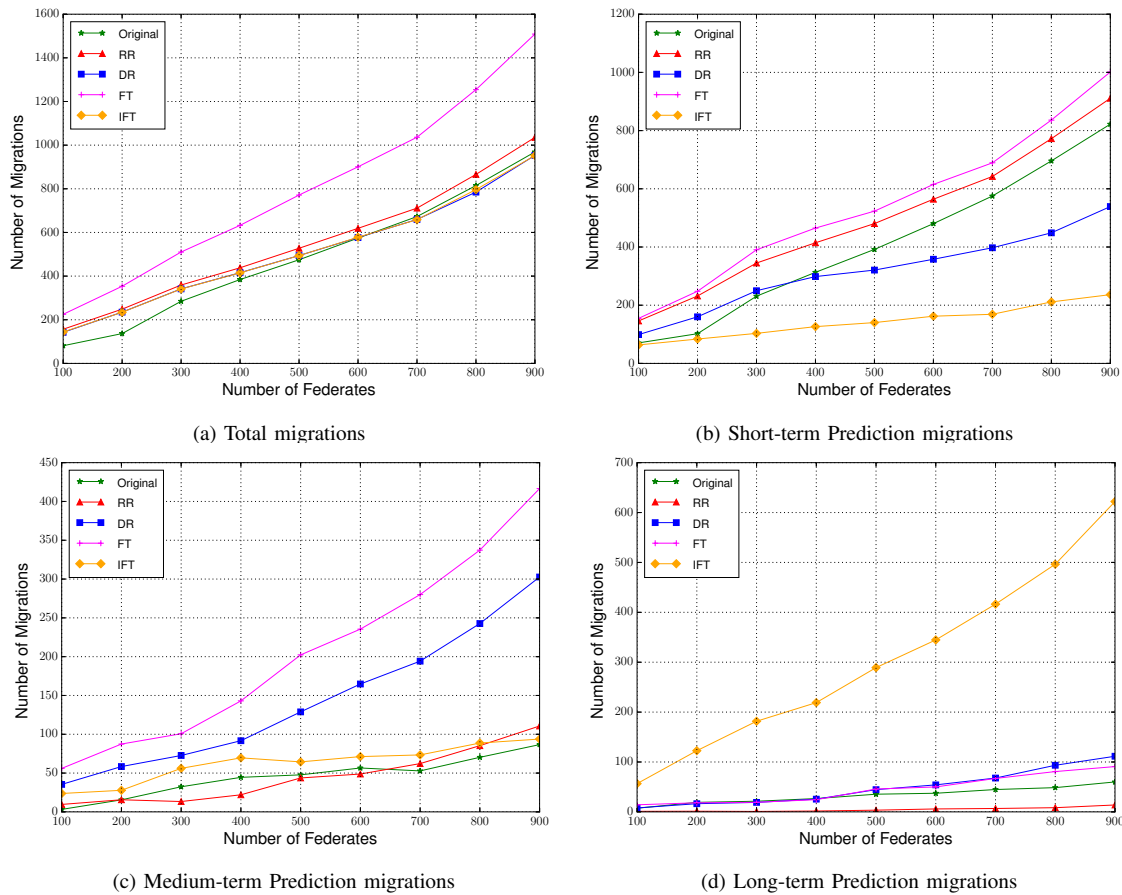 1600
1400
1200
1000
800
600
400
200
0
Number of Migrations
Original
RR
DR
FT
IFT
100 200 300 400 500 600 700 800 900
Number of Federates
(a) Total migrations
1200
1000
800
600
400
200
0
Number of Migrations
Original
RR
DR
FT
IFT
100 200 300 400 500 600 700 800 900
Number of Federates
(b) Short-term Prediction migrations
450
400
350
300
250
200
150
100
50
0
Number of Migrations
Original
RR
DR
FT
IFT
100 200 300 400 500 600 700 800 900
Number of Federates
(c) Medium-term Prediction migrations
700
600
500
400
300
200
100
0
Number of Migrations
Original
RR
DR
FT
IFT
100 200 300 400 500 600 700 800 900
Number of Federates
(d) Long-term Prediction migrations